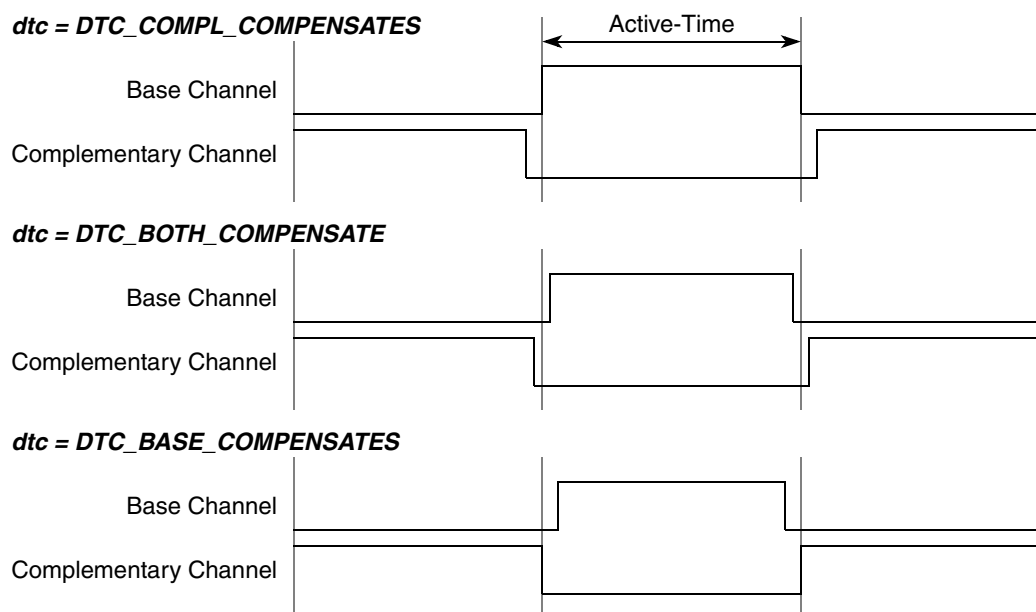 dtc = DTC_COMPL_COMPENSATES
Active-Time
Base Channel
Complementary Channel
dtc = DTC_BOTH_COMPENSATE
Base Channel
Complementary Channel
dtc = DTC_BASE_COMPENSATES
Base Channel
Complementary Channel